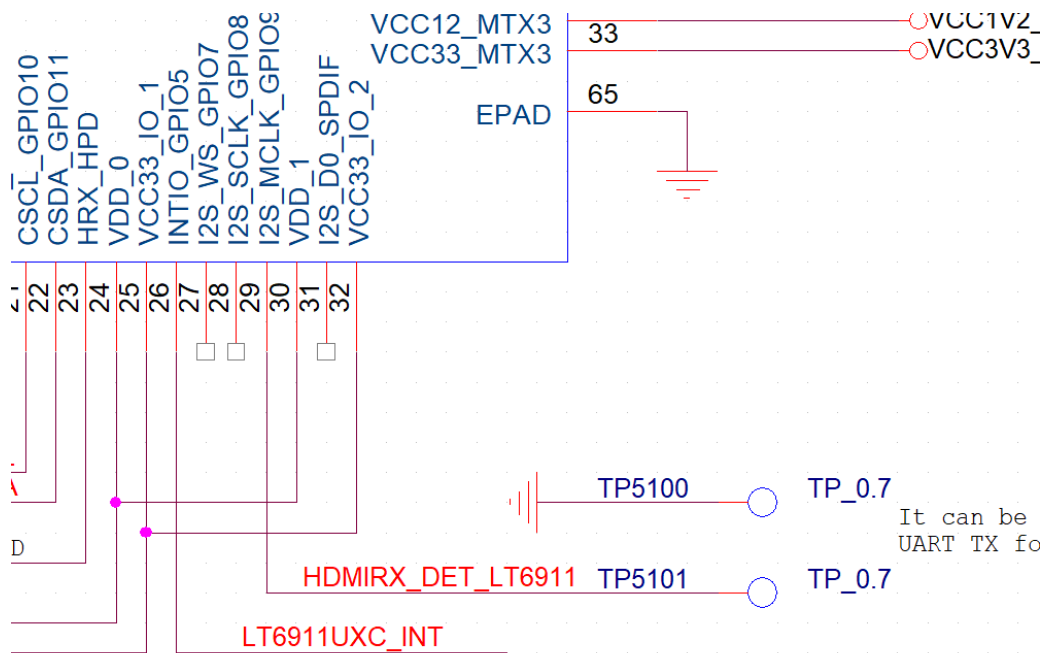 VCC12_MTX3
VCC1V2_
33
VCC33_MTX3
VCC3V3_
65
EPAD
CSCL_GPIO10
CSDA_GPIO11
HRX_HPD
VDD_0
VCC33_IO_1
INTIO_GPIO5
I2S_WS_GPIO7
I2S_SCLK_GPIO8
I2S_MCLK_GPIO9
VDD_1
I2S_D0_SPDIF
VCC33_IO_2
22
23
24
25
26
27
28
29
30
31
32
TP5100
TP_0.7
It can be
UART TX fo
D
HDMIRX_DET_LT6911
TP5101
TP_0.7
LT6911UXC_INT